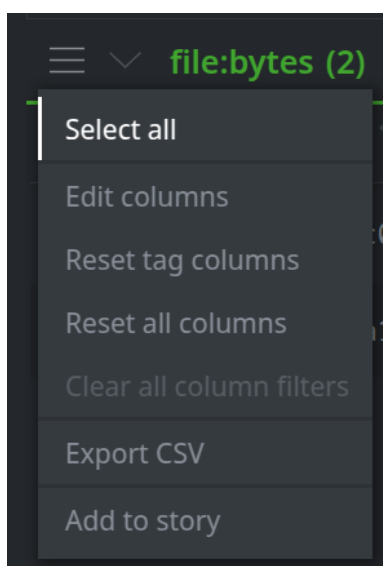 file:bytes (2)
Select all
Edit columns
Reset tag columns
Reset all columns
Clear all column filters
Export CSV
Add to story